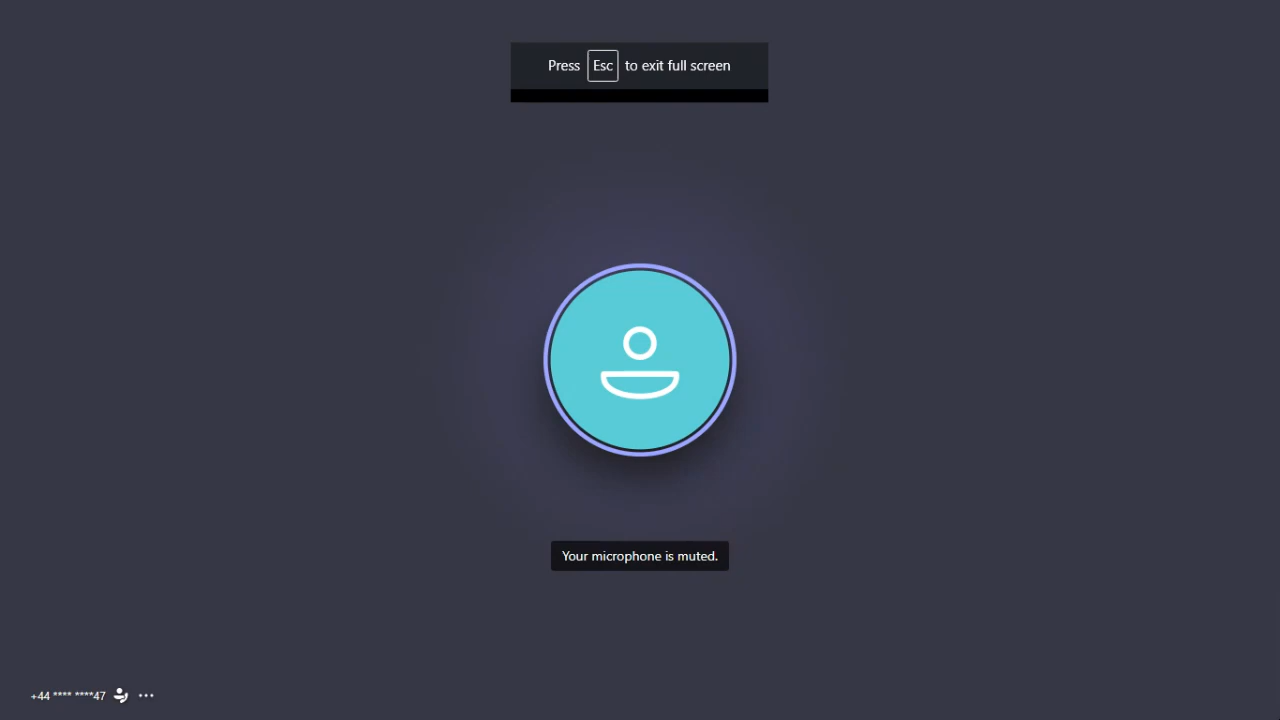 Press Esc to exit full screen
Your microphone is muted.
+44 **** ****47